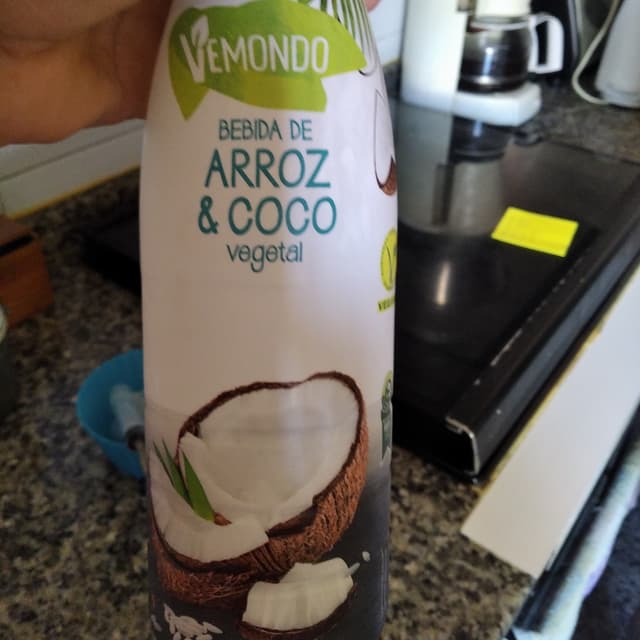 VEMONDO
BEBIDA DE
ARROZ
& COCO
vegetal